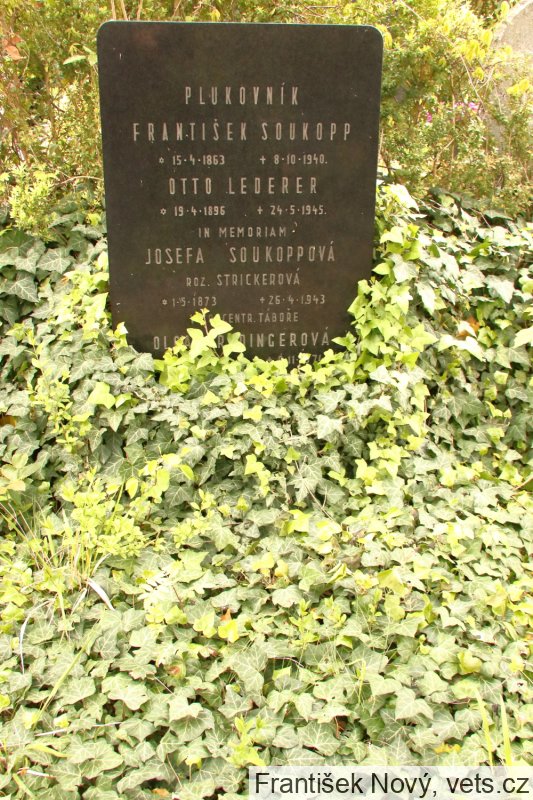 PLUKOVNÍK
FRANTIŠEK SOUKOPP
* 15·4·1863 + 8·10·1940.
OTTO LEDERER
* 19·4·1896 + 24·5·1945.
IN MEMORIAM
JOSEFA SOUKOPPOVÁ
ROZ. STRICKEROVÁ
* 1·5·1873 + 26·4·1943
CENTR. TÁBOŘE
František Nový, vets.cz